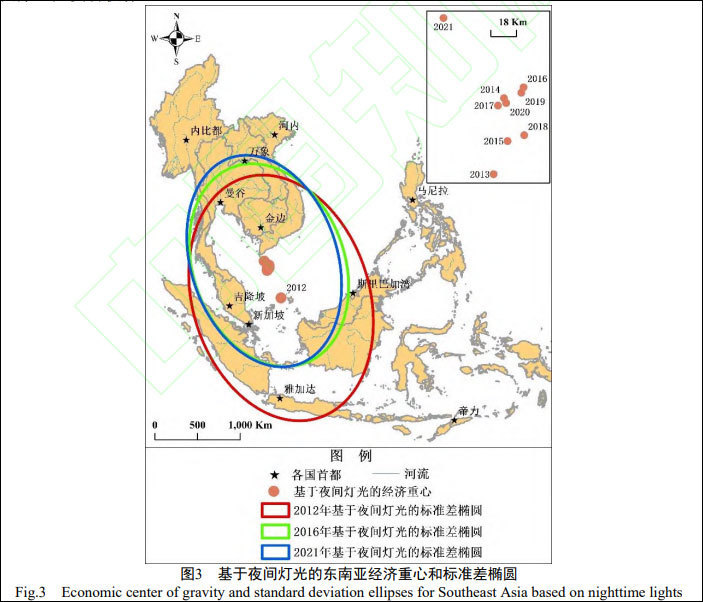 N
W E
S
18 Km
2021
2016
2014
2019
2017
2020
2018
2015
2013
内比都
河内
万象
曼谷
马尼拉
金边
2012
斯里巴加湾
吉隆坡
新加坡
雅加达
帝力
0 500 1,000 Km
图 例
各国首都 河流
基于夜间灯光的经济重心
2012年基于夜间灯光的标准差椭圆
2016年基于夜间灯光的标准差椭圆
2021年基于夜间灯光的标准差椭圆
图3 基于夜间灯光的东南亚经济重心和标准差椭圆
Fig.3 Economic center of gravity and standard deviation ellipses for Southeast Asia based on nighttime lights